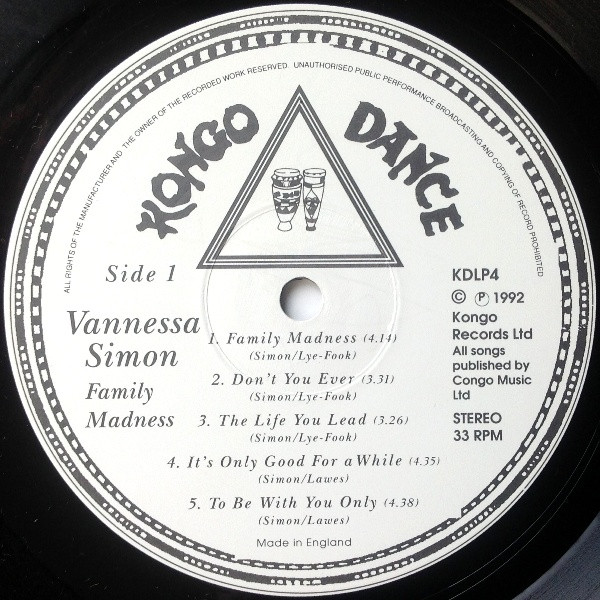 ALL RIGHTS OF THE MANUFACTURER AND THE OWNER OF THE RECORDED WORK RESERVED. UNAUTHORISED PUBLIC PERFORMANCE BROADCASTING AND COPYING OF RECORD PROHIBITED
KONGO DANCE
Side 1
KDLP4
© ℗ 1992
Kongo
Records Ltd
All songs
published by
Congo Music
Ltd
STEREO
33 RPM
Vannessa
Simon
Family
Madness
1. Family Madness (4.14)
(Simon/Lye-Fook)
2. Don't You Ever (3.31)
(Simon/Lye-Fook)
3. The Life You Lead (3.26)
(Simon/Lye-Fook)
4. It's Only Good For a While (4.35)
(Simon/Lawes)
5. To Be With You Only (4.38)
(Simon/Lawes)
Made in England